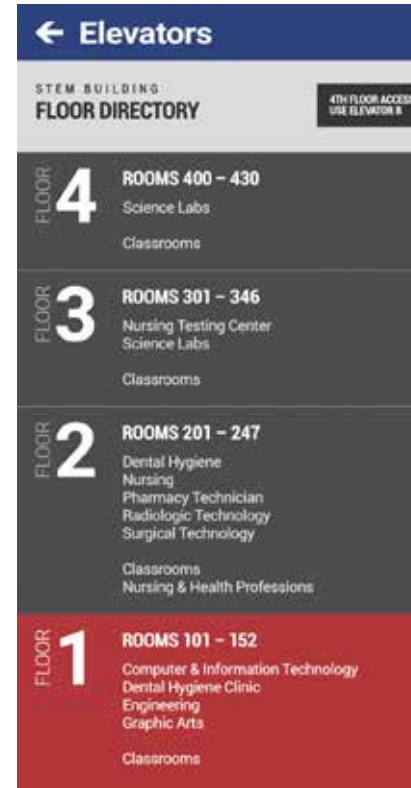 ← Elevators
STEM BUILDING
FLOOR DIRECTORY
4TH FLOOR ACCESS
USE ELEVATOR B
FLOOR 4
ROOMS 400 – 430
Science Labs
Classrooms
FLOOR 3
ROOMS 301 – 346
Nursing Testing Center
Science Labs
Classrooms
FLOOR 2
ROOMS 201 – 247
Dental Hygiene
Nursing
Pharmacy Technician
Radiologic Technology
Surgical Technology
Classrooms
Nursing & Health Professions
FLOOR 1
ROOMS 101 – 152
Computer & Information Technology
Dental Hygiene Clinic
Engineering
Graphic Arts
Classrooms